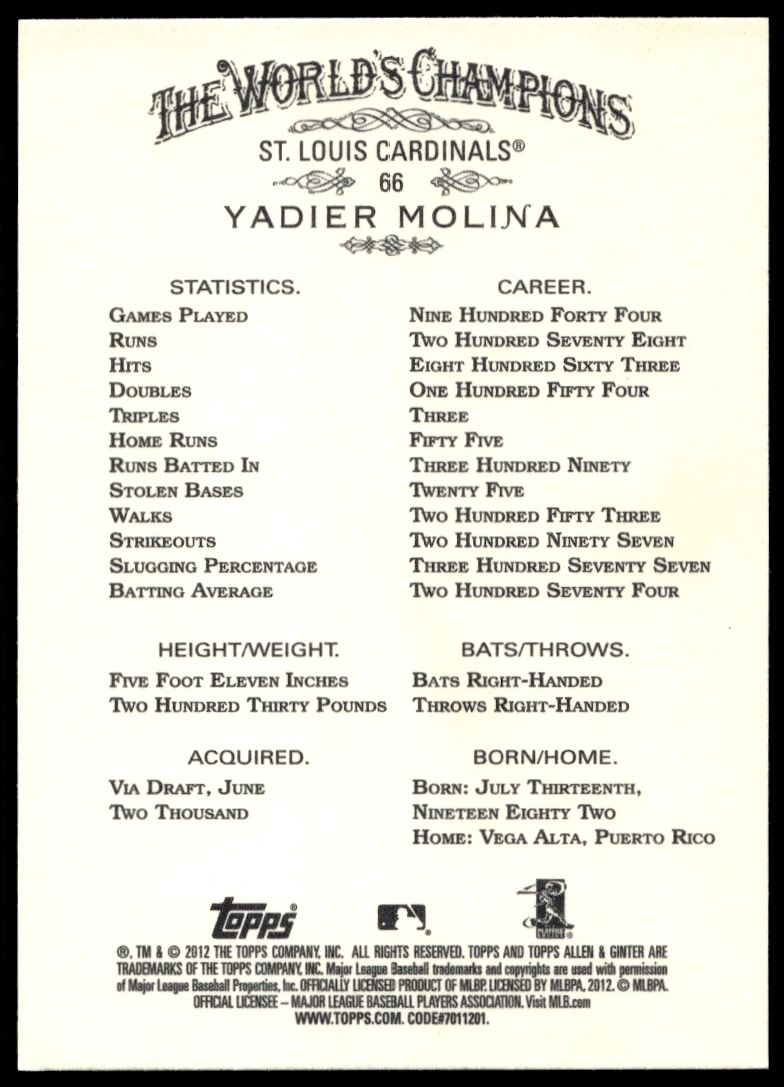 THE WORLD'S CHAMPIONS
ST. LOUIS CARDINALS®
66
YADIER MOLINA
STATISTICS. CAREER.
GAMES PLAYED NINE HUNDRED FORTY FOUR
RUNS TWO HUNDRED SEVENTY EIGHT
HITS EIGHT HUNDRED SIXTY THREE
DOUBLES ONE HUNDRED FIFTY FOUR
TRIPLES THREE
HOME RUNS FIFTY FIVE
RUNS BATTED IN THREE HUNDRED NINETY
STOLEN BASES TWENTY FIVE
WALKS TWO HUNDRED FIFTY THREE
STRIKEOUTS TWO HUNDRED NINETY SEVEN
SLUGGING PERCENTAGE THREE HUNDRED SEVENTY SEVEN
BATTING AVERAGE TWO HUNDRED SEVENTY FOUR
HEIGHT/WEIGHT. BATS/THROWS.
FIVE FOOT ELEVEN INCHES BATS RIGHT-HANDED
TWO HUNDRED THIRTY POUNDS THROWS RIGHT-HANDED
ACQUIRED. BORN/HOME.
VIA DRAFT, JUNE BORN: JULY THIRTEENTH,
TWO THOUSAND NINETEEN EIGHTY TWO
HOME: VEGA ALTA, PUERTO RICO
Topps®
PLAYERS CHOICE
®, TM & © 2012 THE TOPPS COMPANY, INC. ALL RIGHTS RESERVED. TOPPS AND TOPPS ALLEN & GINTER ARE
TRADEMARKS OF THE TOPPS COMPANY, INC. Major League Baseball trademarks and copyrights are used with permission
of Major League Baseball Properties, Inc. OFFICIALLY LICENSED PRODUCT OF MLBP. LICENSED BY MLBPA, 2012. © MLBPA.
OFFICIAL LICENSEE – MAJOR LEAGUE BASEBALL PLAYERS ASSOCIATION. Visit MLB.com
WWW.TOPPS.COM. CODE#7011201.